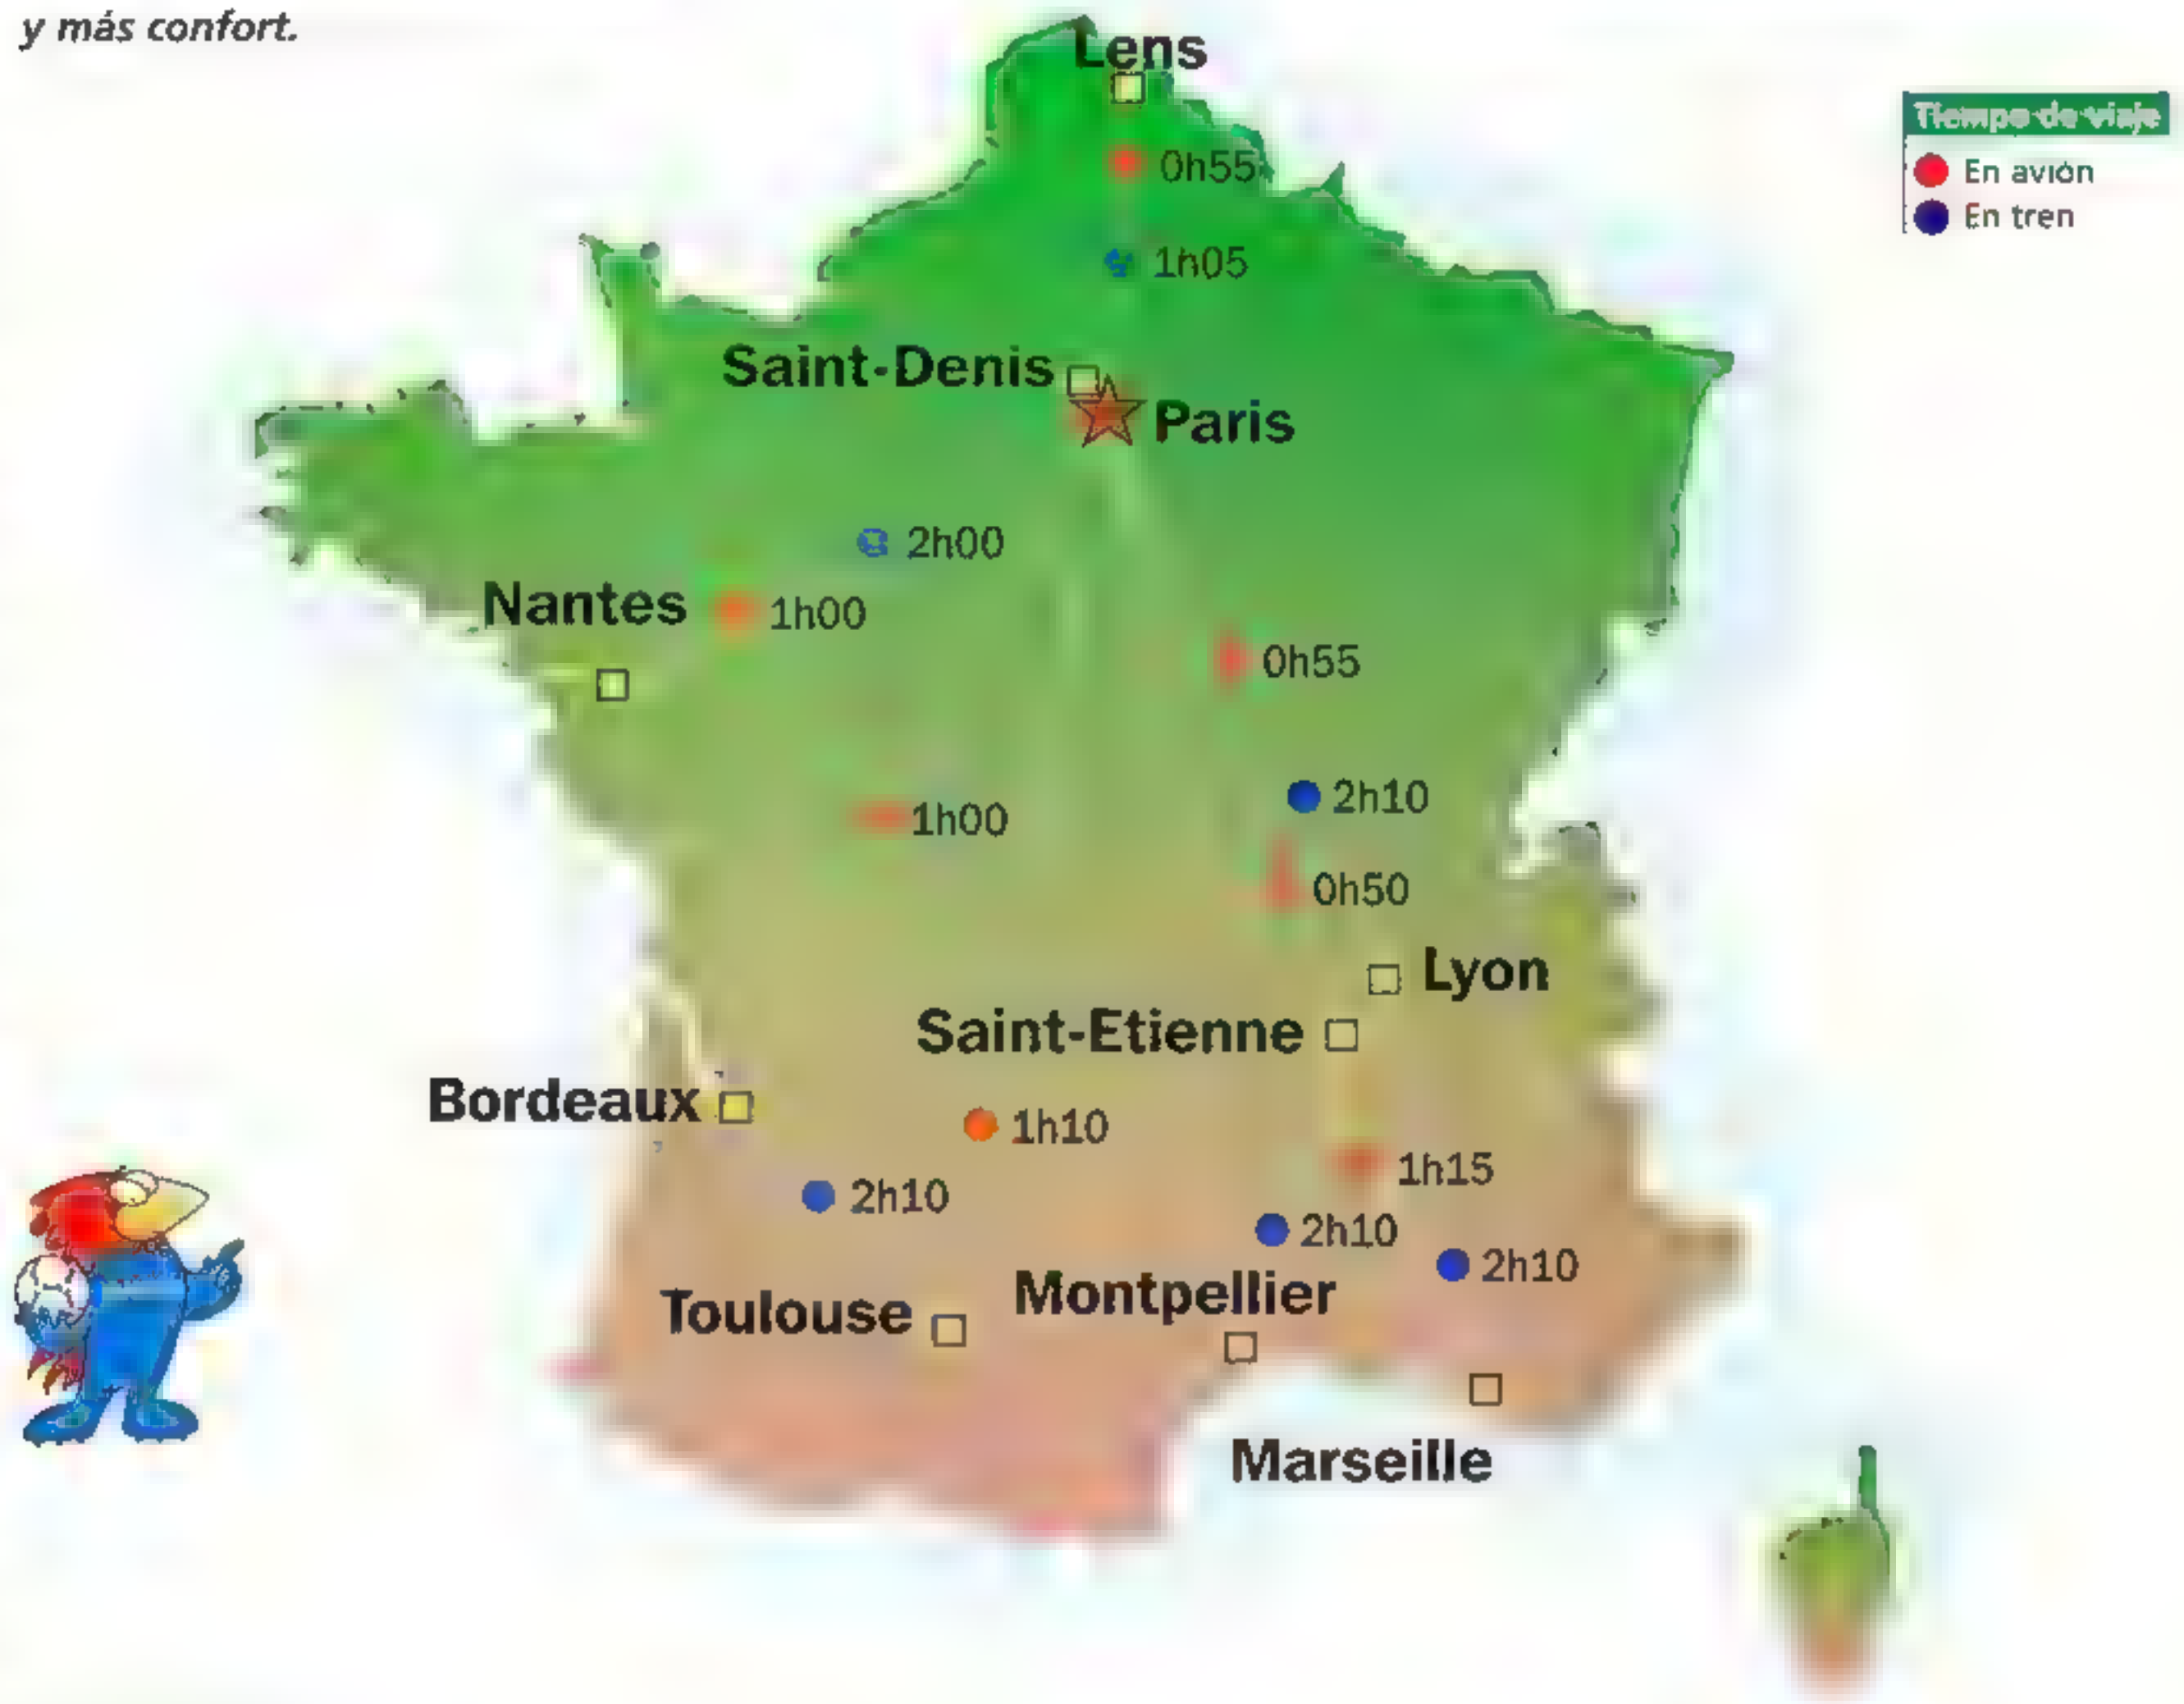 y más confort.
Lens
Tiempo de viaje
En avión
En tren
0h55
1h05
Saint-Denis
Paris
2h00
Nantes
1h00
0h55
2h10
1h00
0h50
Lyon
Saint-Etienne
Bordeaux
1h10
1h15
2h10
2h10
2h10
Montpellier
Toulouse
Marseille